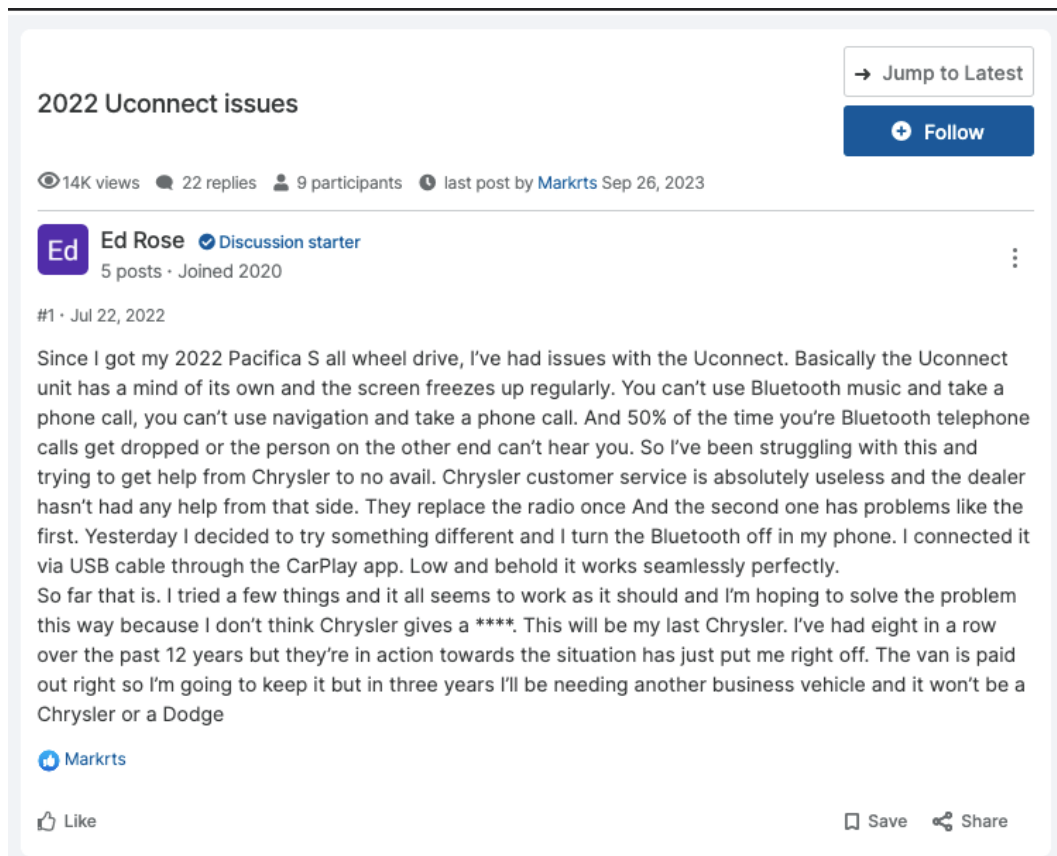 Jump to Latest
2022 Uconnect issues
Follow
14K views 22 replies 9 participants last post by Markrts Sep 26, 2023
Ed
Ed Rose Discussion starter
5 posts · Joined 2020
#1 · Jul 22, 2022
Since I got my 2022 Pacifica S all wheel drive, I've had issues with the Uconnect. Basically the Uconnect
unit has a mind of its own and the screen freezes up regularly. You can't use Bluetooth music and take a
phone call, you can't use navigation and take a phone call. And 50% of the time you're Bluetooth telephone
calls get dropped or the person on the other end can't hear you. So I've been struggling with this and
trying to get help from Chrysler to no avail. Chrysler customer service is absolutely useless and the dealer
hasn't had any help from that side. They replace the radio once And the second one has problems like the
first. Yesterday I decided to try something different and I turn the Bluetooth off in my phone. I connected it
via USB cable through the CarPlay app. Low and behold it works seamlessly perfectly.
So far that is. I tried a few things and it all seems to work as it should and I'm hoping to solve the problem
this way because I don't think Chrysler gives a ****. This will be my last Chrysler. I've had eight in a row
over the past 12 years but they're in action towards the situation has just put me right off. The van is paid
out right so I'm going to keep it but in three years I'll be needing another business vehicle and it won't be a
Chrysler or a Dodge
Markrts
Like Save Share